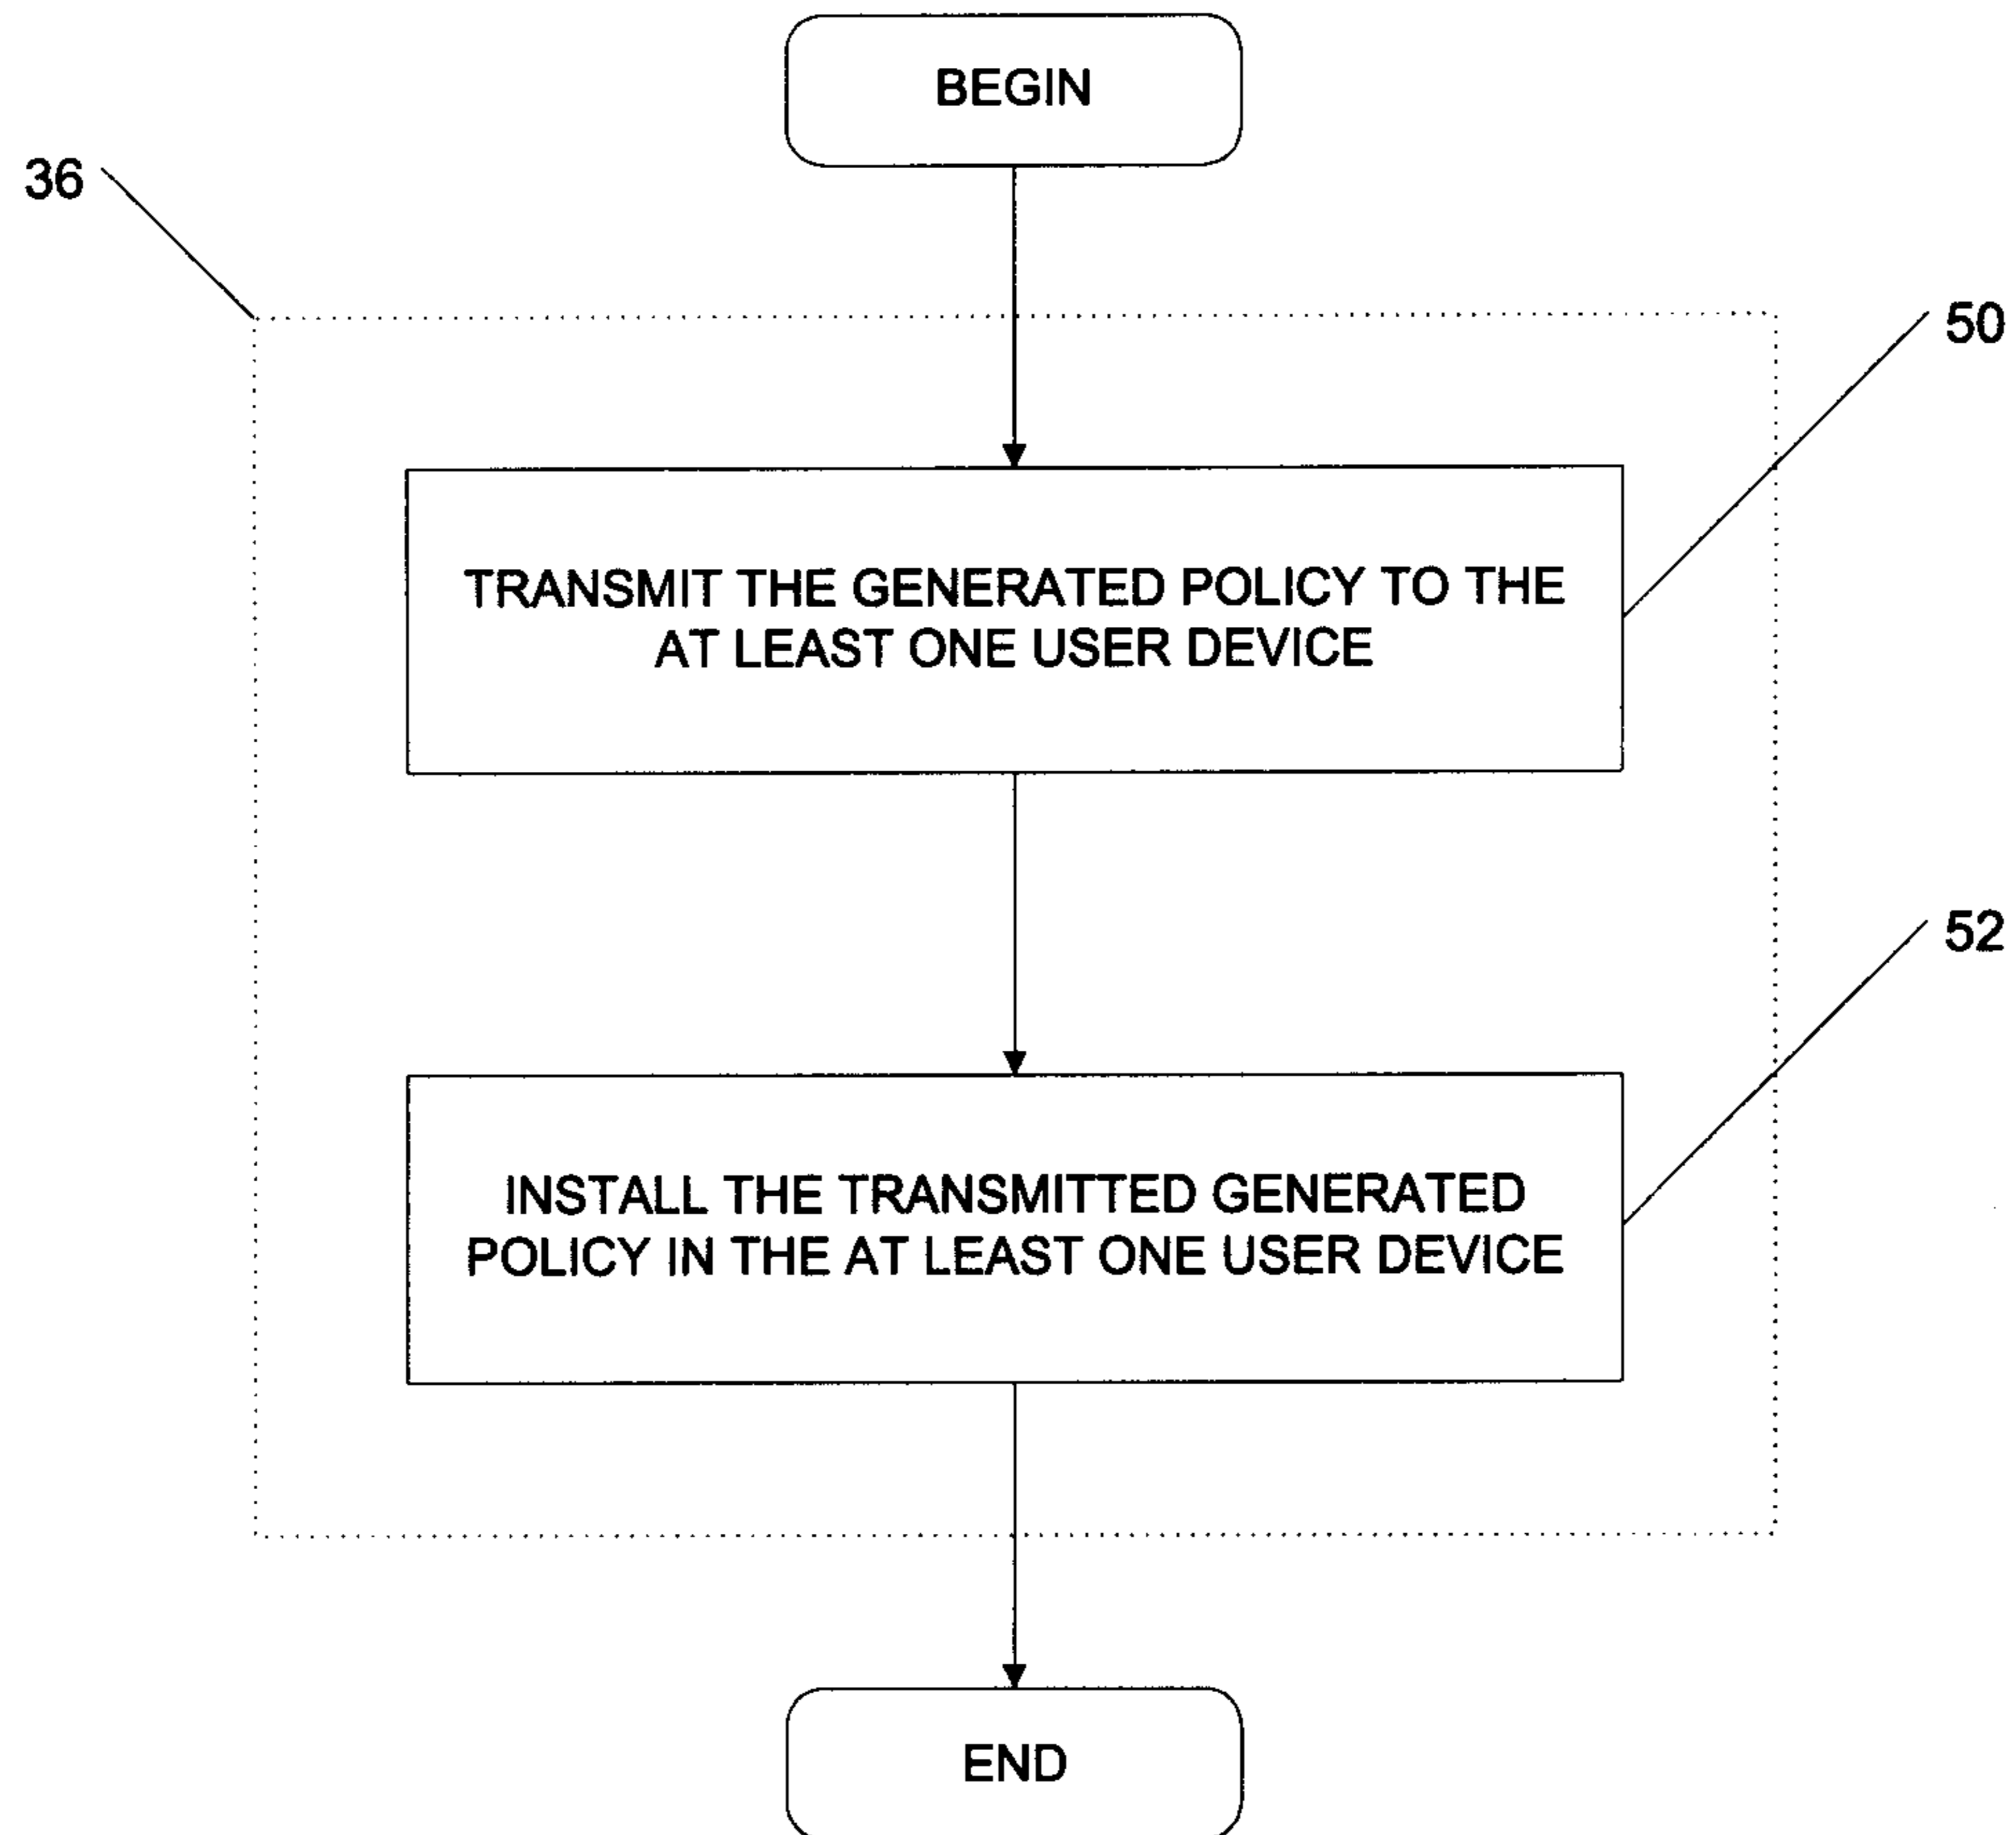 BEGIN
36
50
TRANSMIT THE GENERATED POLICY TO THE
AT LEAST ONE USER DEVICE
52
INSTALL THE TRANSMITTED GENERATED
POLICY IN THE AT LEAST ONE USER DEVICE
END